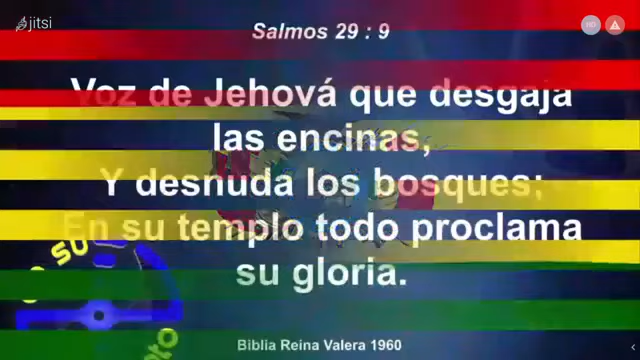 jitsi
Salmos 29 : 9
Voz de Jehová que desgaja
las encinas,
Y desnuda los bosques;
En su templo todo proclama
su gloria.
su
Biblia Reina Valera 1960